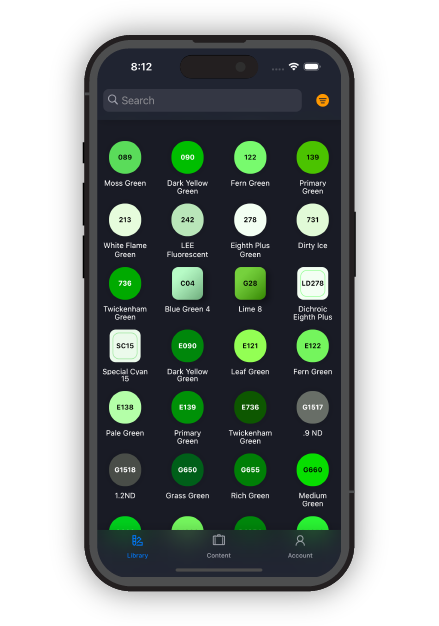 8:12
Search
089 090 122 139
Moss Green Dark Yellow Fern Green Primary
Green Green
213 242 278 731
White Flame LEE Eighth Plus Dirty Ice
Green Fluorescent Green
736 C04 G28 LD278
Twickenham Blue Green 4 Lime 8 Dichroic
Green Eighth Plus
SC15 E090 E121 E122
Special Cyan Dark Yellow Leaf Green Fern Green
15 Green
E138 E139 E736 G1517
Pale Green Primary Twickenham .9 ND
Green Green
G1518 G650 G655 G660
1.2ND Grass Green Rich Green Medium
Green
Library Content Account